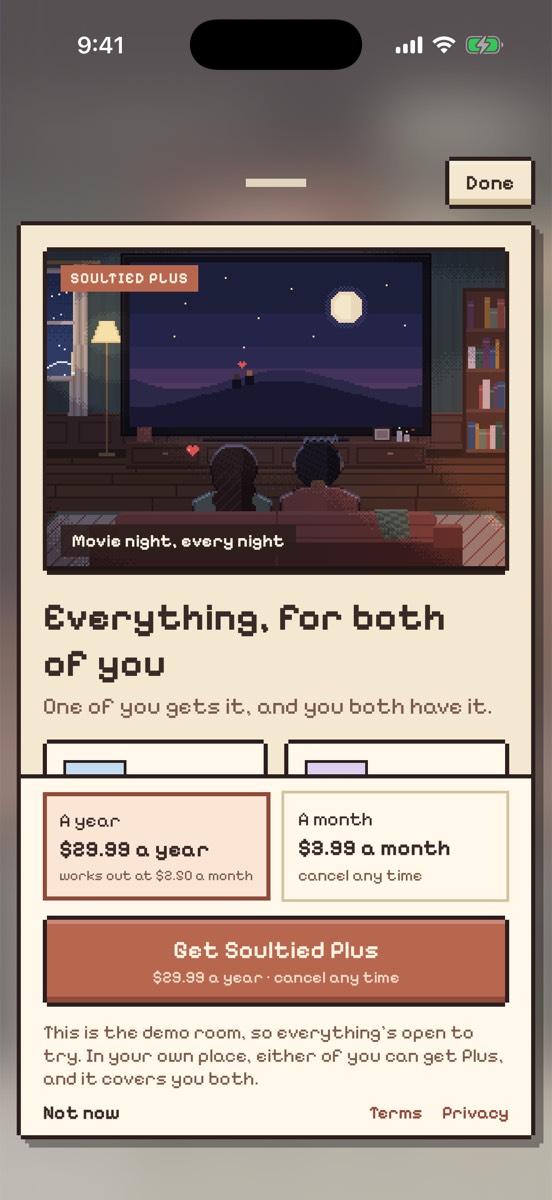 9:41
Done
SOULTIED PLUS
Movie night, every night
Everything, for both
of you
One of you gets it, and you both have it.
A year
$29.99 a year
works out at $2.50 a month
A month
$3.99 a month
cancel any time
Get Soultied Plus
$29.99 a year · cancel any time
This is the demo room, so everything's open to
try. In your own place, either of you can get Plus,
and it covers you both.
Not now
Terms
Privacy